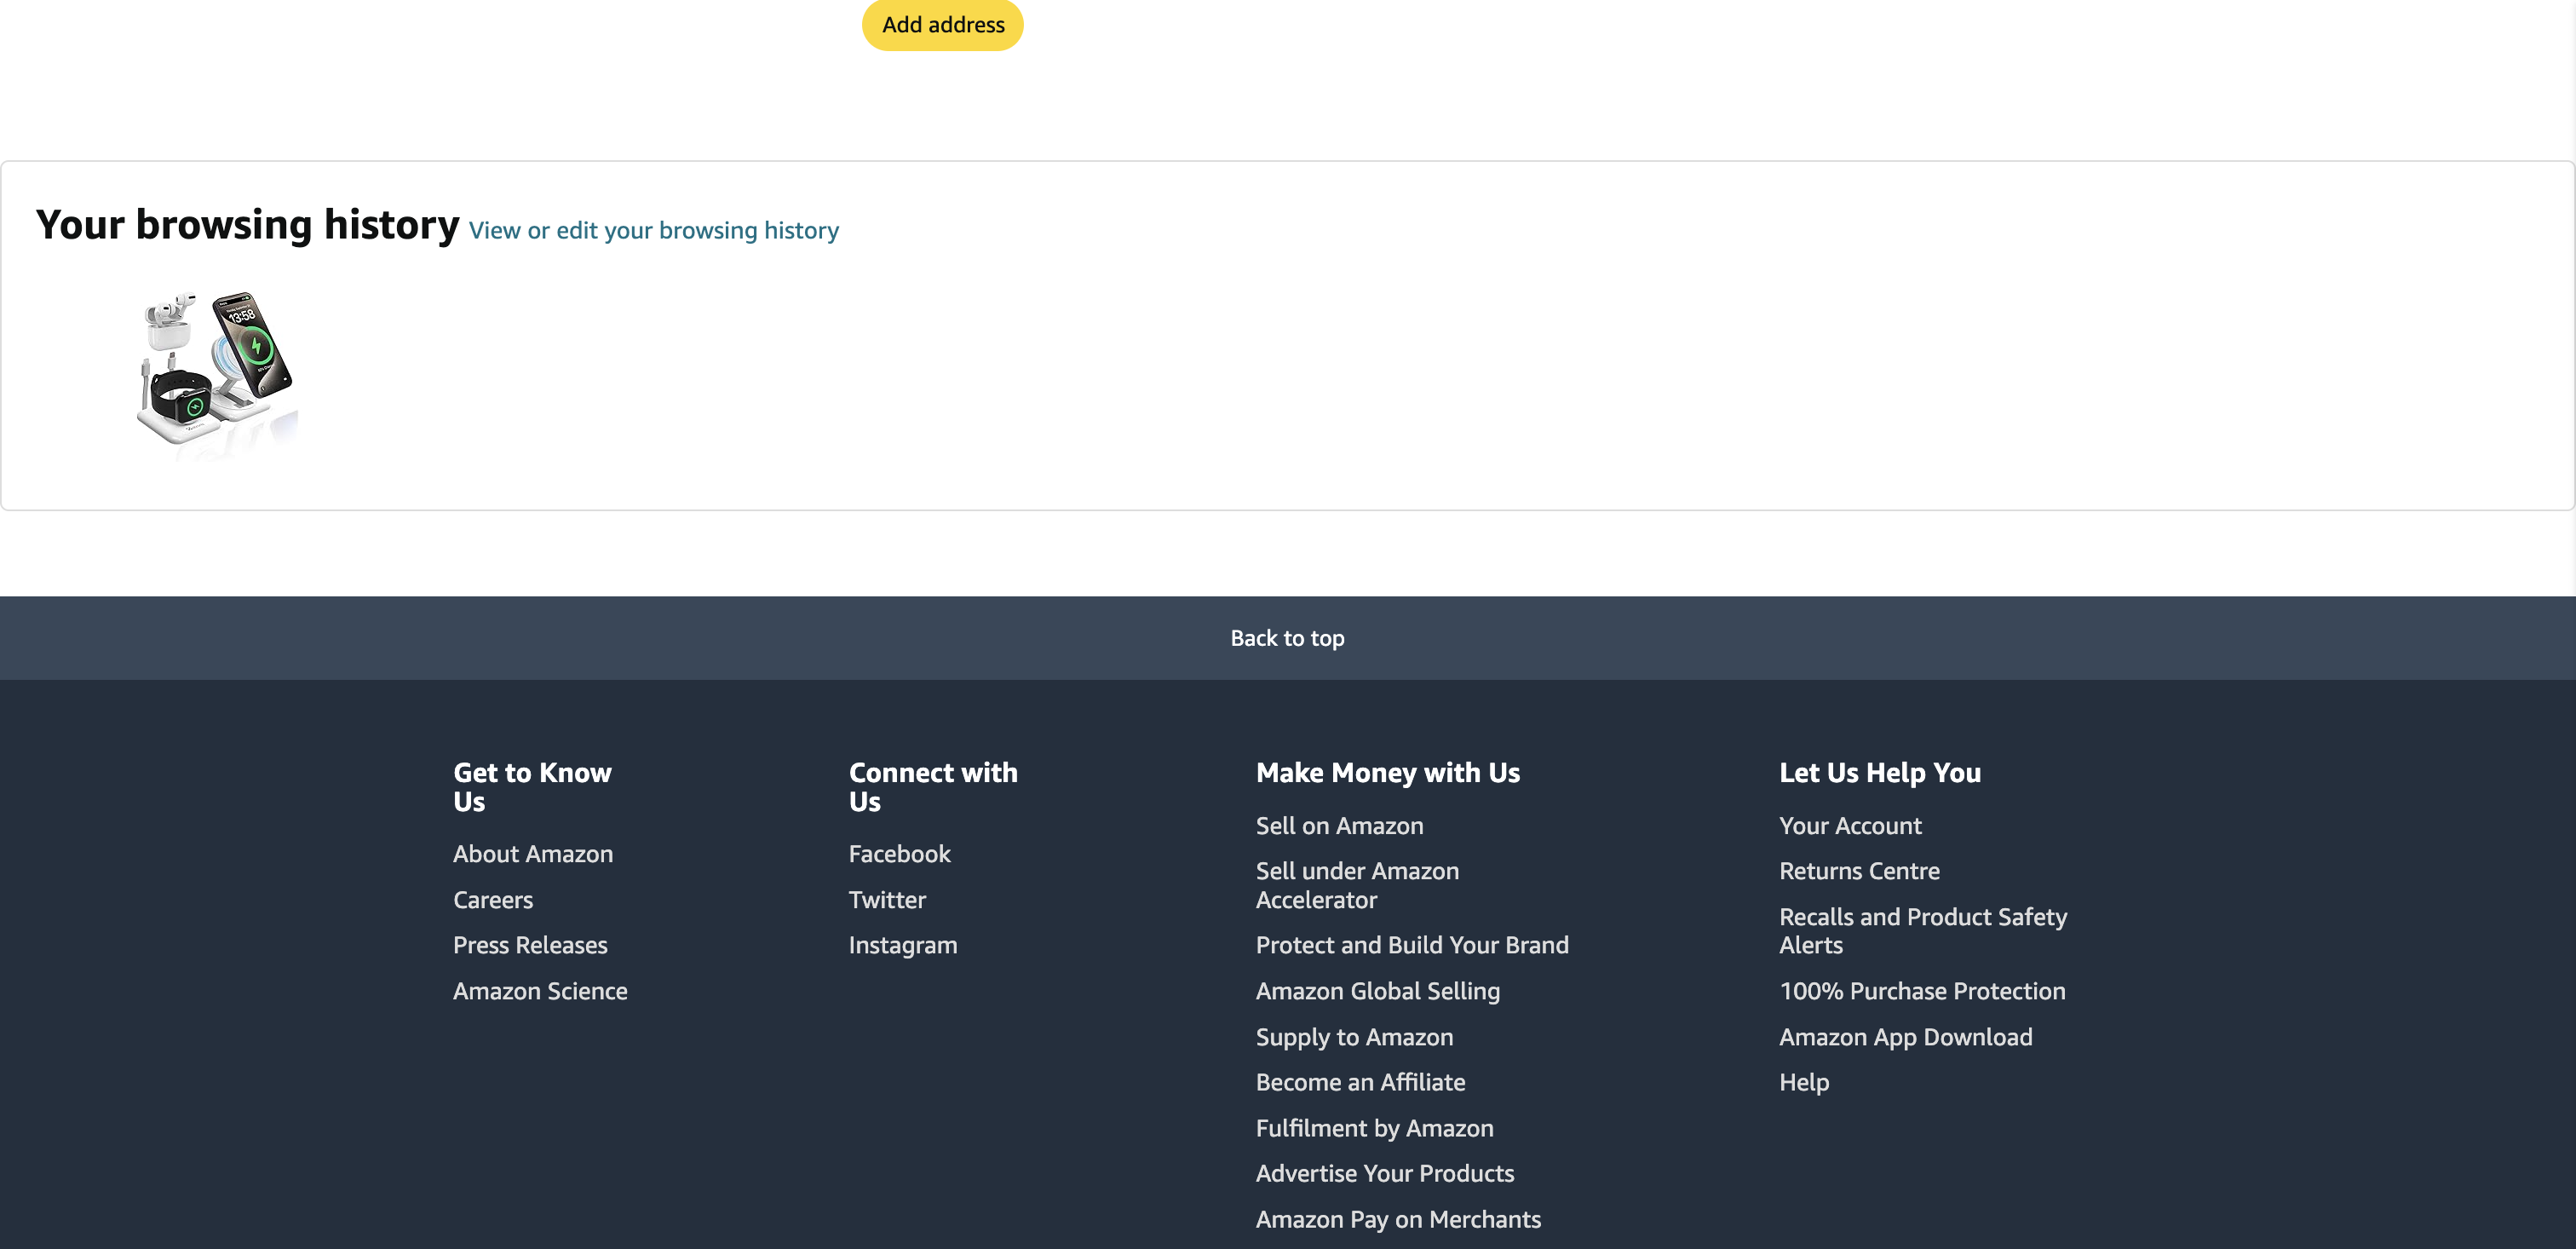 Add address
Your browsing history View or edit your browsing history
13:58
Back to top
Get to Know
Us
About Amazon
Careers
Press Releases
Amazon Science
Connect with
Us
Facebook
Twitter
Instagram
Make Money with Us
Sell on Amazon
Sell under Amazon
Accelerator
Protect and Build Your Brand
Amazon Global Selling
Supply to Amazon
Become an Affiliate
Fulfilment by Amazon
Advertise Your Products
Amazon Pay on Merchants
Let Us Help You
Your Account
Returns Centre
Recalls and Product Safety
Alerts
100% Purchase Protection
Amazon App Download
Help